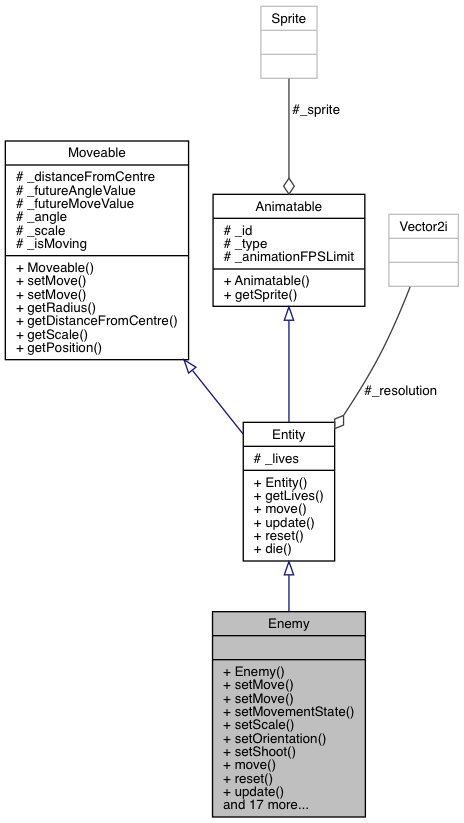 Sprite
#_sprite
Moveable
# _distanceFromCentre
# _futureAngleValue
# _futureMoveValue
# _angle
# _scale
# _isMoving
+ Moveable()
+ setMove()
+ setMove()
+ getRadius()
+ getDistanceFromCentre()
+ getScale()
+ getPosition()
Animatable
# _id
# _type
# _animationFPSLimit
+ Animatable()
+ getSprite()
Vector2i
#_resolution
Entity
# _lives
+ Entity()
+ getLives()
+ move()
+ update()
+ reset()
+ die()
Enemy
+ Enemy()
+ setMove()
+ setMove()
+ setMovementState()
+ setScale()
+ setOrientation()
+ setShoot()
+ move()
+ reset()
+ update()
and 17 more...